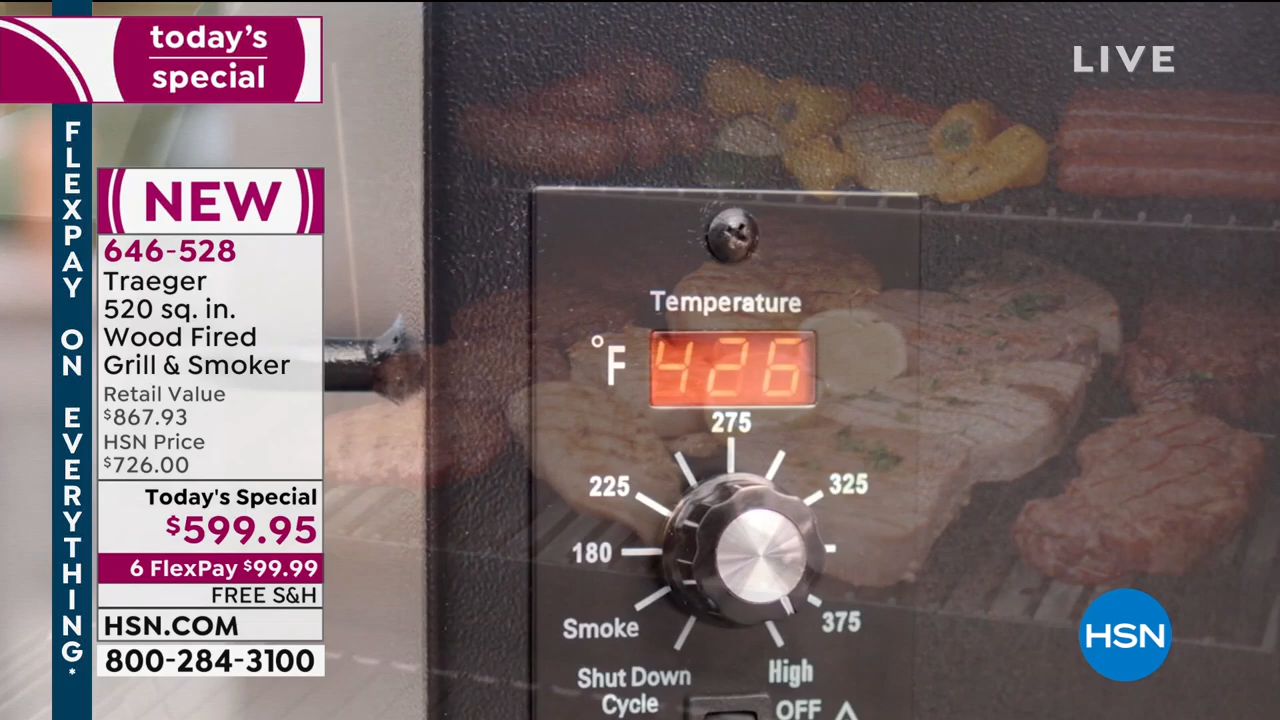 today's
special
LIVE
FLEXPAY ON EVERYTHING*
NEW
646-528
Traeger
520 sq. in.
Wood Fired
Grill & Smoker
Retail Value
$867.93
HSN Price
$726.00
Today's Special
$599.95
6 FlexPay $99.99
FREE S&H
HSN.COM
800-284-3100
Temperature
°F 426
275
225
325
180
375
Smoke
High
Shut Down
Cycle
OFF
HSN